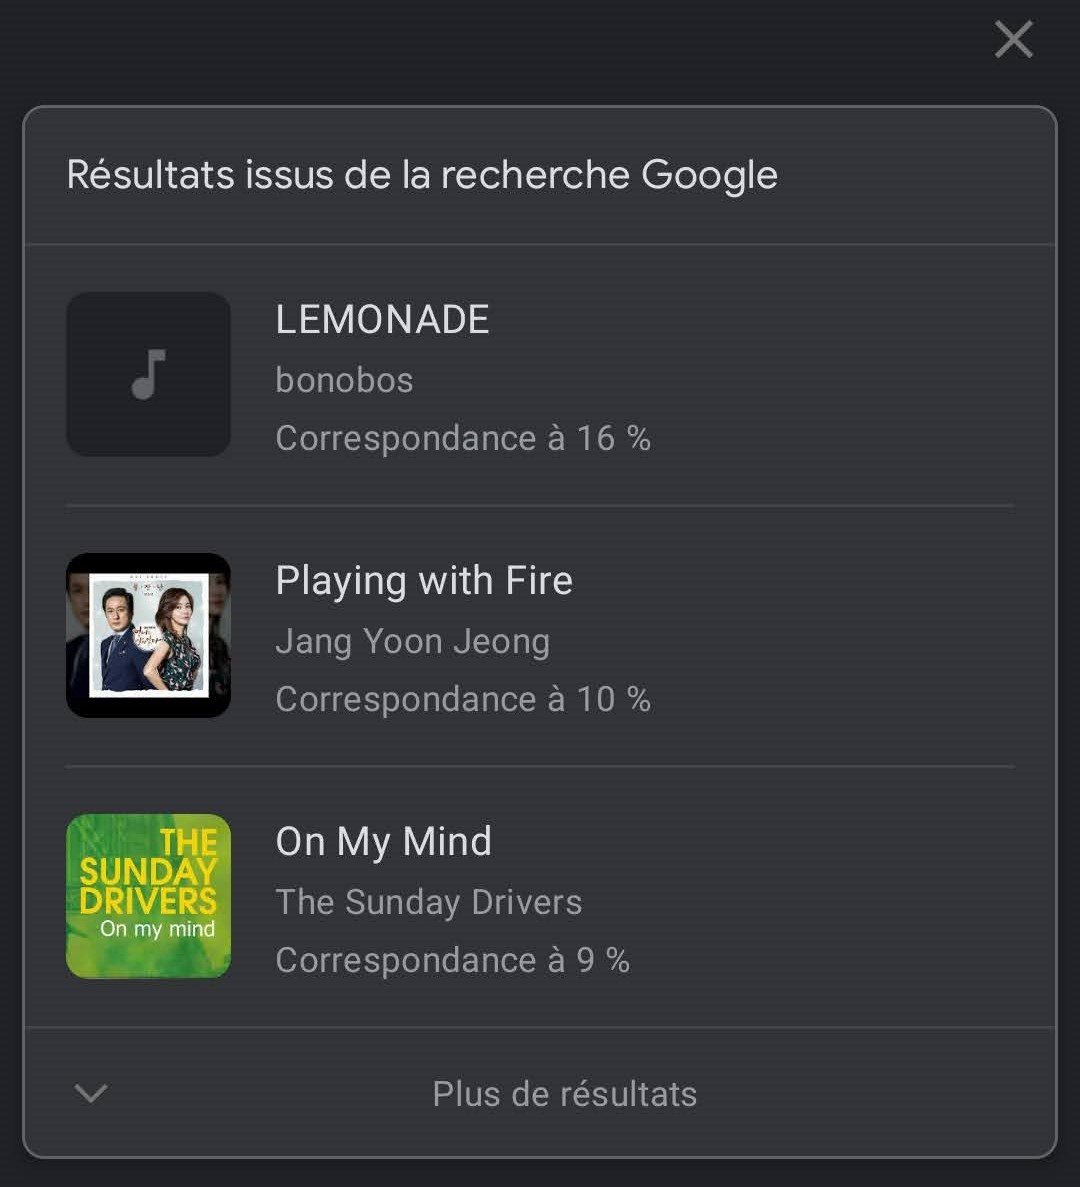 Résultats issus de la recherche Google
LEMONADE
bonobos
Correspondance à 16 %
Playing with Fire
Jang Yoon Jeong
Correspondance à 10 %
THE
SUNDAY
DRIVERS
On my mind
On My Mind
The Sunday Drivers
Correspondance à 9 %
Plus de résultats